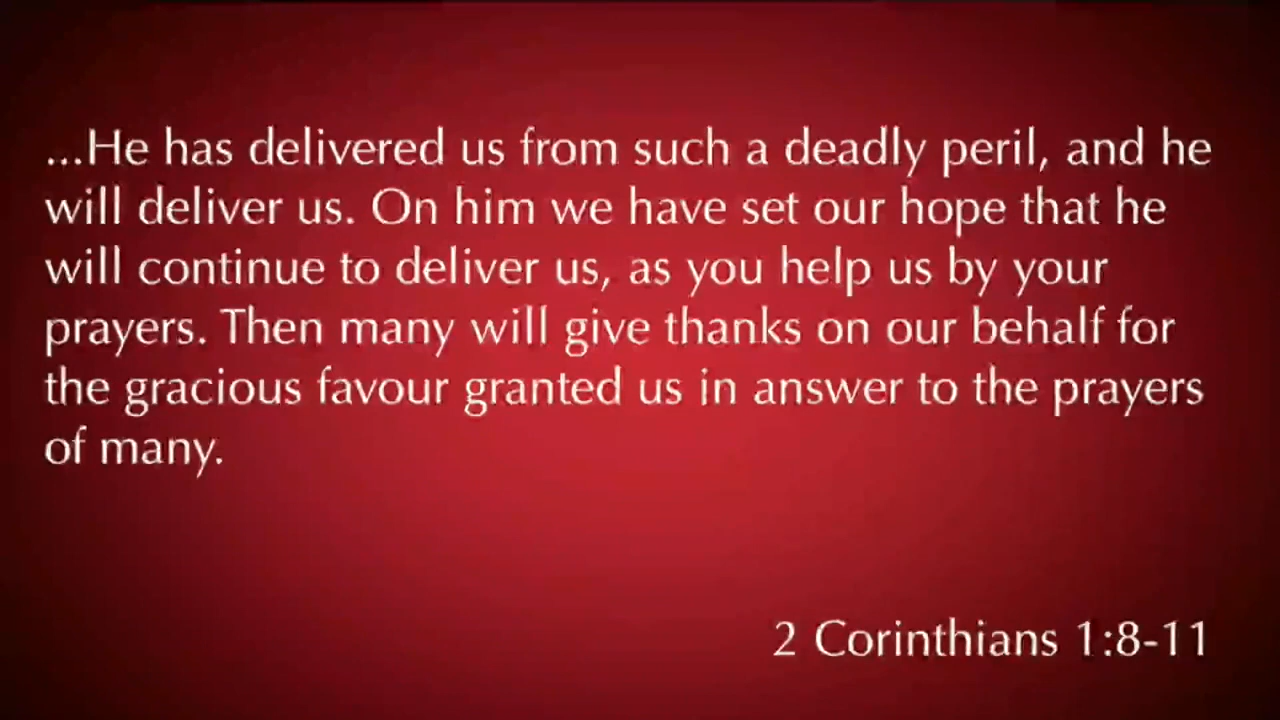 ...He has delivered us from such a deadly peril, and he
will deliver us. On him we have set our hope that he
will continue to deliver us, as you help us by your
prayers. Then many will give thanks on our behalf for
the gracious favour granted us in answer to the prayers
of many.
2 Corinthians 1:8-11